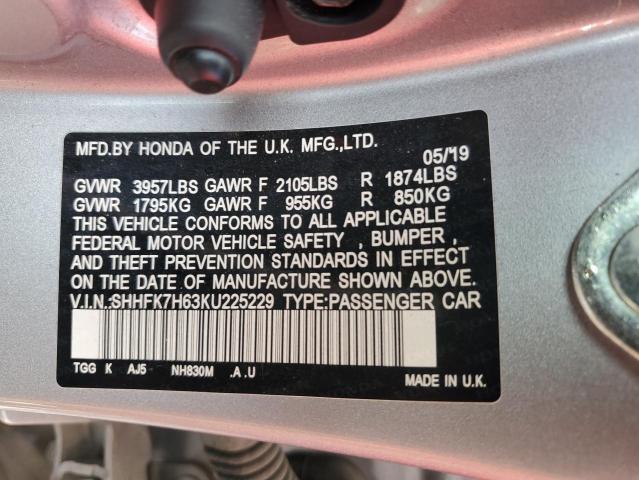 MFD.BY HONDA OF THE U.K. MFG.,LTD.
05/19
GVWR 3957LBS GAWR F 2105LBS R 1874LBS
GVWR 1795KG GAWR F 955KG R 850KG
THIS VEHICLE CONFORMS TO ALL APPLICABLE
FEDERAL MOTOR VEHICLE SAFETY , BUMPER ,
AND THEFT PREVENTION STANDARDS IN EFFECT
ON THE DATE OF MANUFACTURE SHOWN ABOVE.
V.I.N.:SHHFK7H63KU225229 TYPE:PASSENGER CAR
TGG K AJ5 NH830M .A .U
MADE IN U.K.